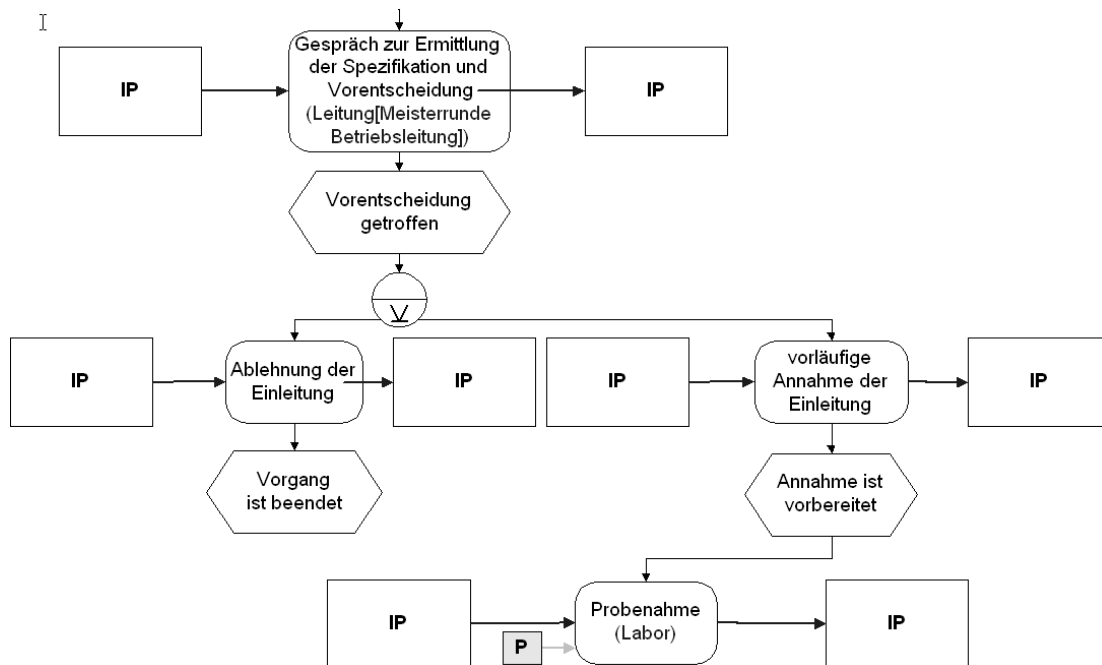 Gespräch zur Ermittlung
der Spezifikation und
Vorentscheidung
(Leitung[Meisterrunde
Betriebsleitung])
IP
IP
Vorentscheidung
getroffen
V
IP
Ablehnung der
Einleitung
IP
IP
vorläufige
Annahme der
Einleitung
IP
Vorgang
ist beendet
Annahme ist
vorbereitet
IP
P
Probenahme
(Labor)
IP